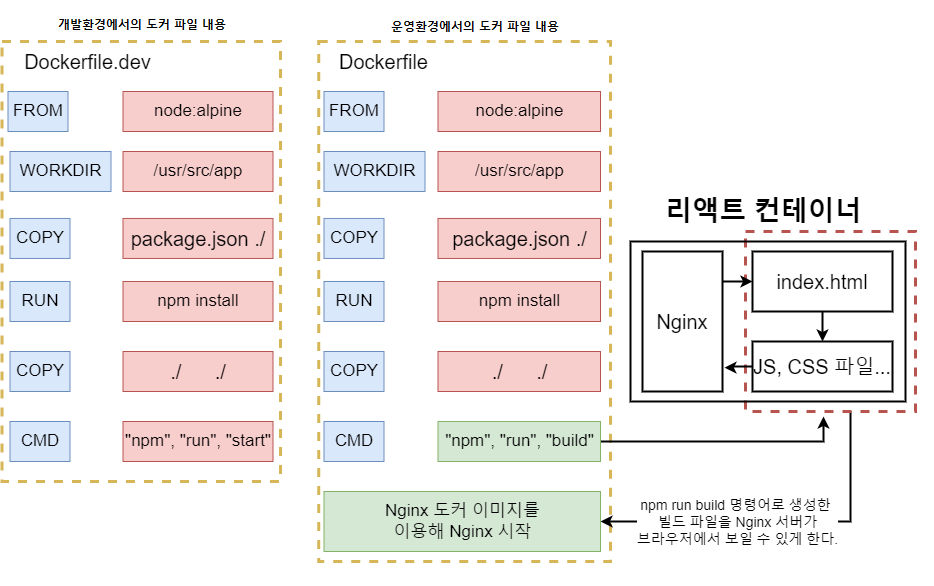 개발환경에서의 도커 파일 내용
Dockerfile.dev
FROM node:alpine
WORKDIR /usr/src/app
COPY package.json ./
RUN npm install
COPY ./ ./
CMD "npm", "run", "start"
운영환경에서의 도커 파일 내용
Dockerfile
FROM node:alpine
WORKDIR /usr/src/app
COPY package.json ./
RUN npm install
COPY ./ ./
CMD "npm", "run", "build"
Nginx 도커 이미지를
이용해 Nginx 시작
리액트 컨테이너
Nginx
index.html
JS, CSS 파일...
npm run build 명령어로 생성한
빌드 파일을 Nginx 서버가
브라우저에서 보일 수 있게 한다.